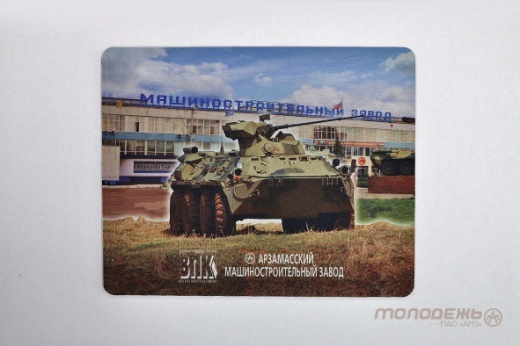 Машиностроительный завод
ВПК
АРЗАМАССКИЙ
МАШИНОСТРОИТЕЛЬНЫЙ ЗАВОД
МОЛОДЕЖЬ
ПАО «АМЗ»